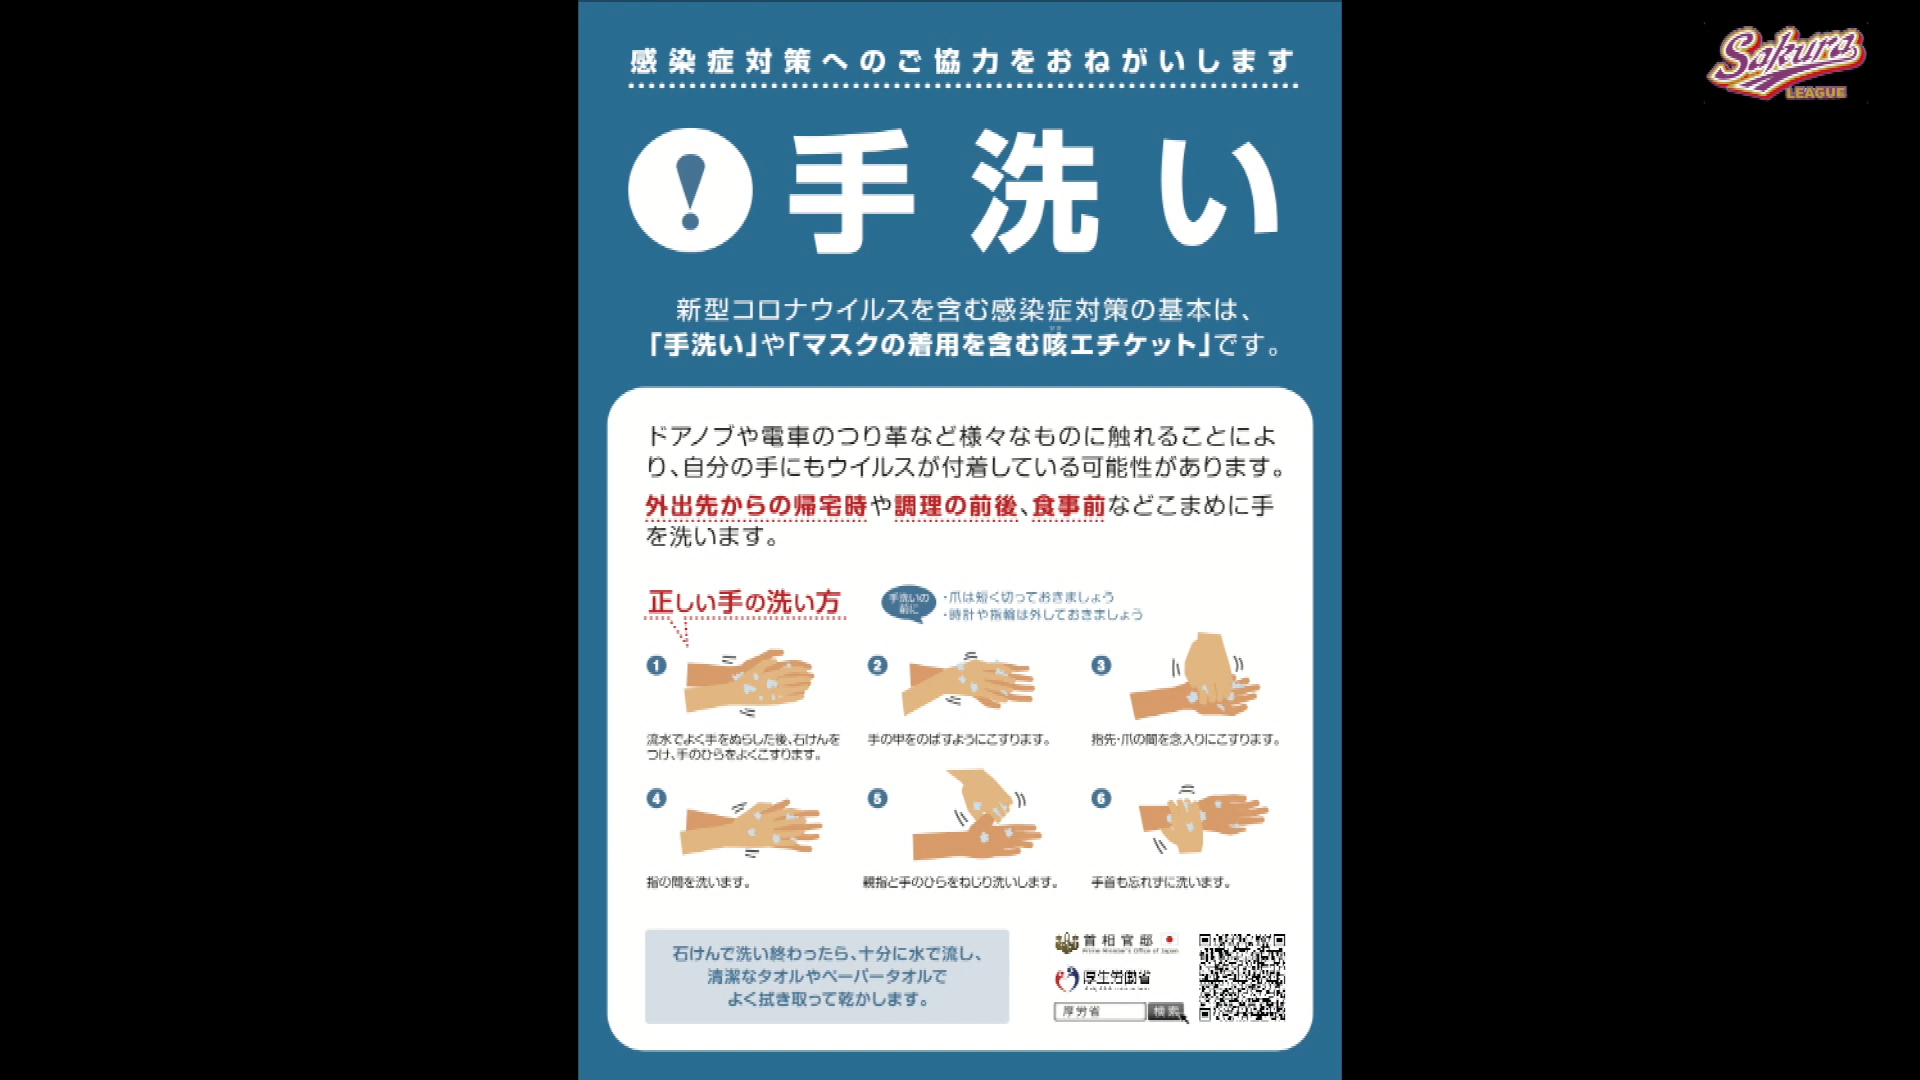 感染症対策へのご協力をおねがいします
Sakura
LEAGUE
手洗い
新型コロナウイルスを含む感染症対策の基本は、
「手洗い」や「マスクの着用を含む咳エチケット」です。
ドアノブや電車のつり革など様々なものに触れることによ
り、自分の手にもウイルスが付着している可能性があります。
外出先からの帰宅時や調理の前後、食事前などこまめに手
を洗います。
正しい手の洗い方
手洗いの
前に
・爪は短く切っておきましょう
・時計や指輪は外しておきましょう
1
流水でよく手をぬらした後、石けんを
つけ、手のひらをよくこすります。
2
手の甲をのばすようにこすります。
3
指先・爪の間を念入りにこすります。
4
指の間を洗います。
5
親指と手のひらをねじり洗いします。
6
手首も忘れずに洗います。
石けんで洗い終わったら、十分に水で流し、
清潔なタオルやペーパータオルで
よく拭き取って乾かします。
首相官邸
Prime Minister's Office of Japan
厚生労働省
厚労省 検索